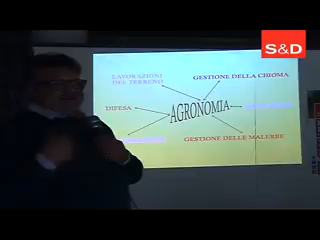 S&D
LAVORAZIONI
DEL TERRENO
GESTIONE DELLA CHIOMA
DIFESA
AGRONOMIA
GESTIONE DELLE MALERBE